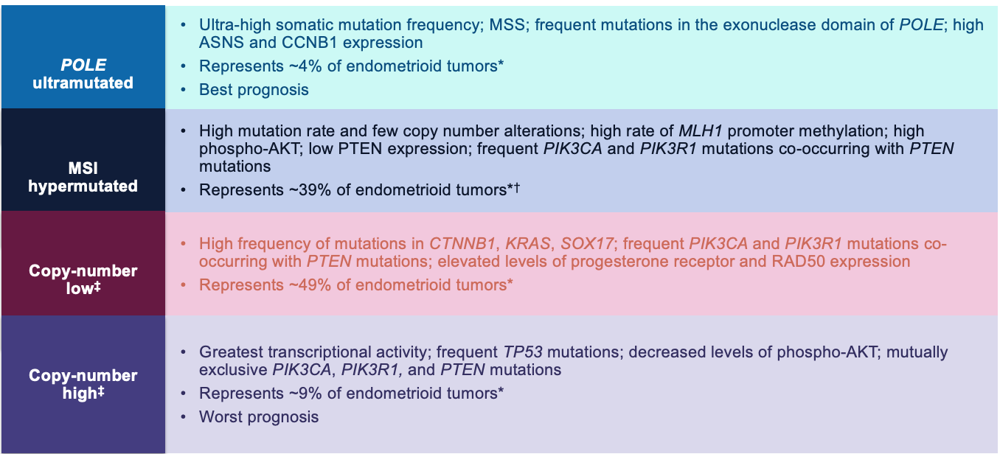 POLE
ultramutated
• Ultra-high somatic mutation frequency; MSS; frequent mutations in the exonuclease domain of POLE; high
ASNS and CCNB1 expression
• Represents ~4% of endometrioid tumors*
• Best prognosis
MSI
hypermutated
• High mutation rate and few copy number alterations; high rate of MLH1 promoter methylation; high
phospho-AKT; low PTEN expression; frequent PIK3CA and PIK3R1 mutations co-occurring with PTEN
mutations
• Represents ~39% of endometrioid tumors*†
Copy-number
low‡
• High frequency of mutations in CTNNB1, KRAS, SOX17; frequent PIK3CA and PIK3R1 mutations co-
occurring with PTEN mutations; elevated levels of progesterone receptor and RAD50 expression
• Represents ~49% of endometrioid tumors*
Copy-number
high‡
• Greatest transcriptional activity; frequent TP53 mutations; decreased levels of phospho-AKT; mutually
exclusive PIK3CA, PIK3R1, and PTEN mutations
• Represents ~9% of endometrioid tumors*
• Worst prognosis